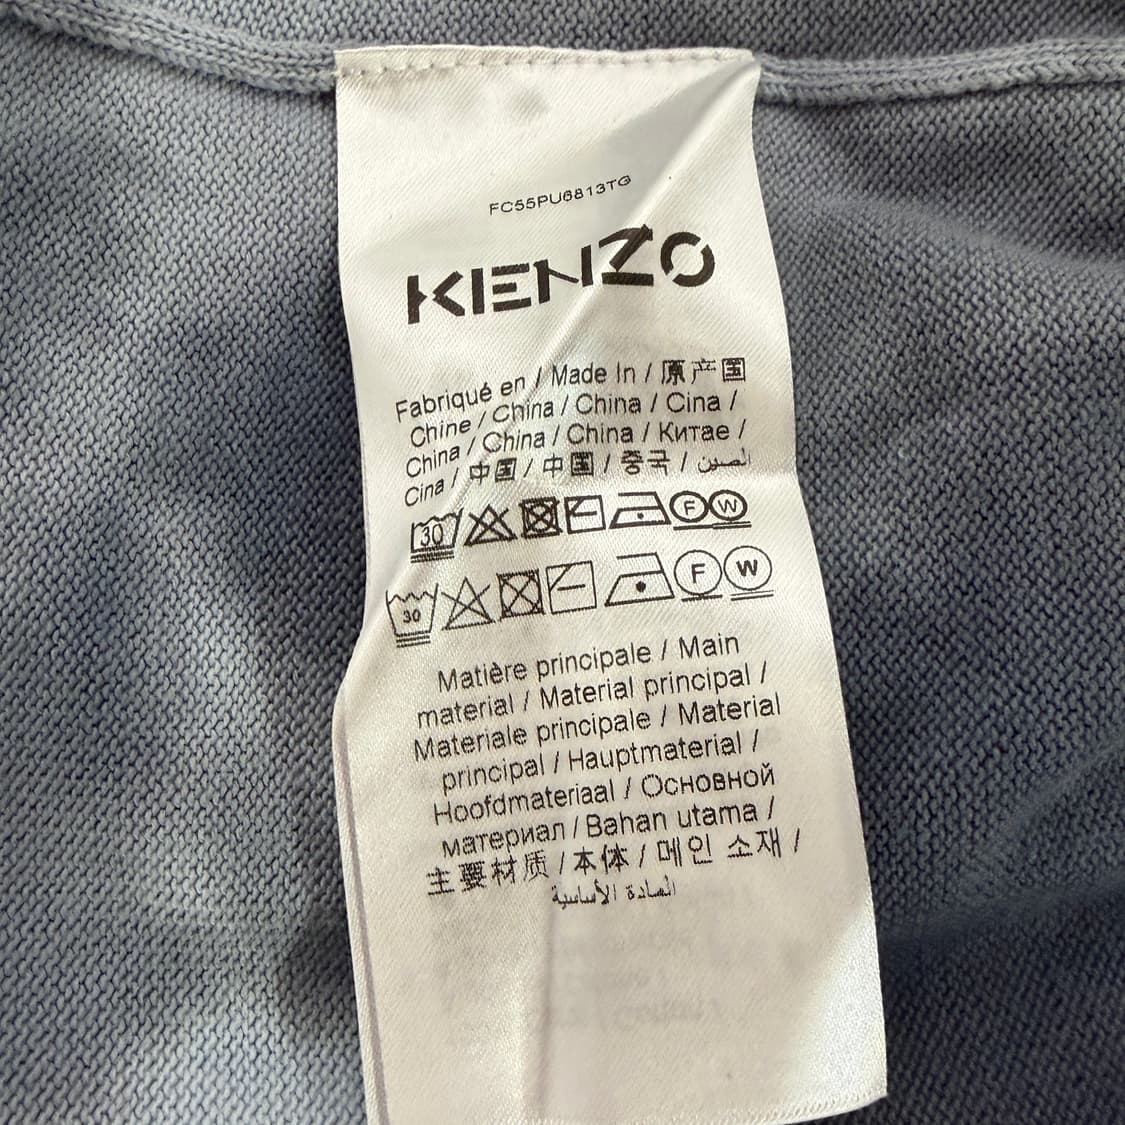 FC55PU6813TG
KENZO
Fabriqué en / Made In / 原产国
Chine / China / China / Cina /
China / China / China / Китае /
Cina / 中国 / 中国 / 중국 / الصين
30 F W
30 F W
Matière principale / Main
material / Material principal /
Materiale principale / Material
principal / Hauptmaterial /
Hoofdmateriaal / Основной
материал / Bahan utama /
主要材质 / 本体 / 메인 소재 /
المادة الأساسية